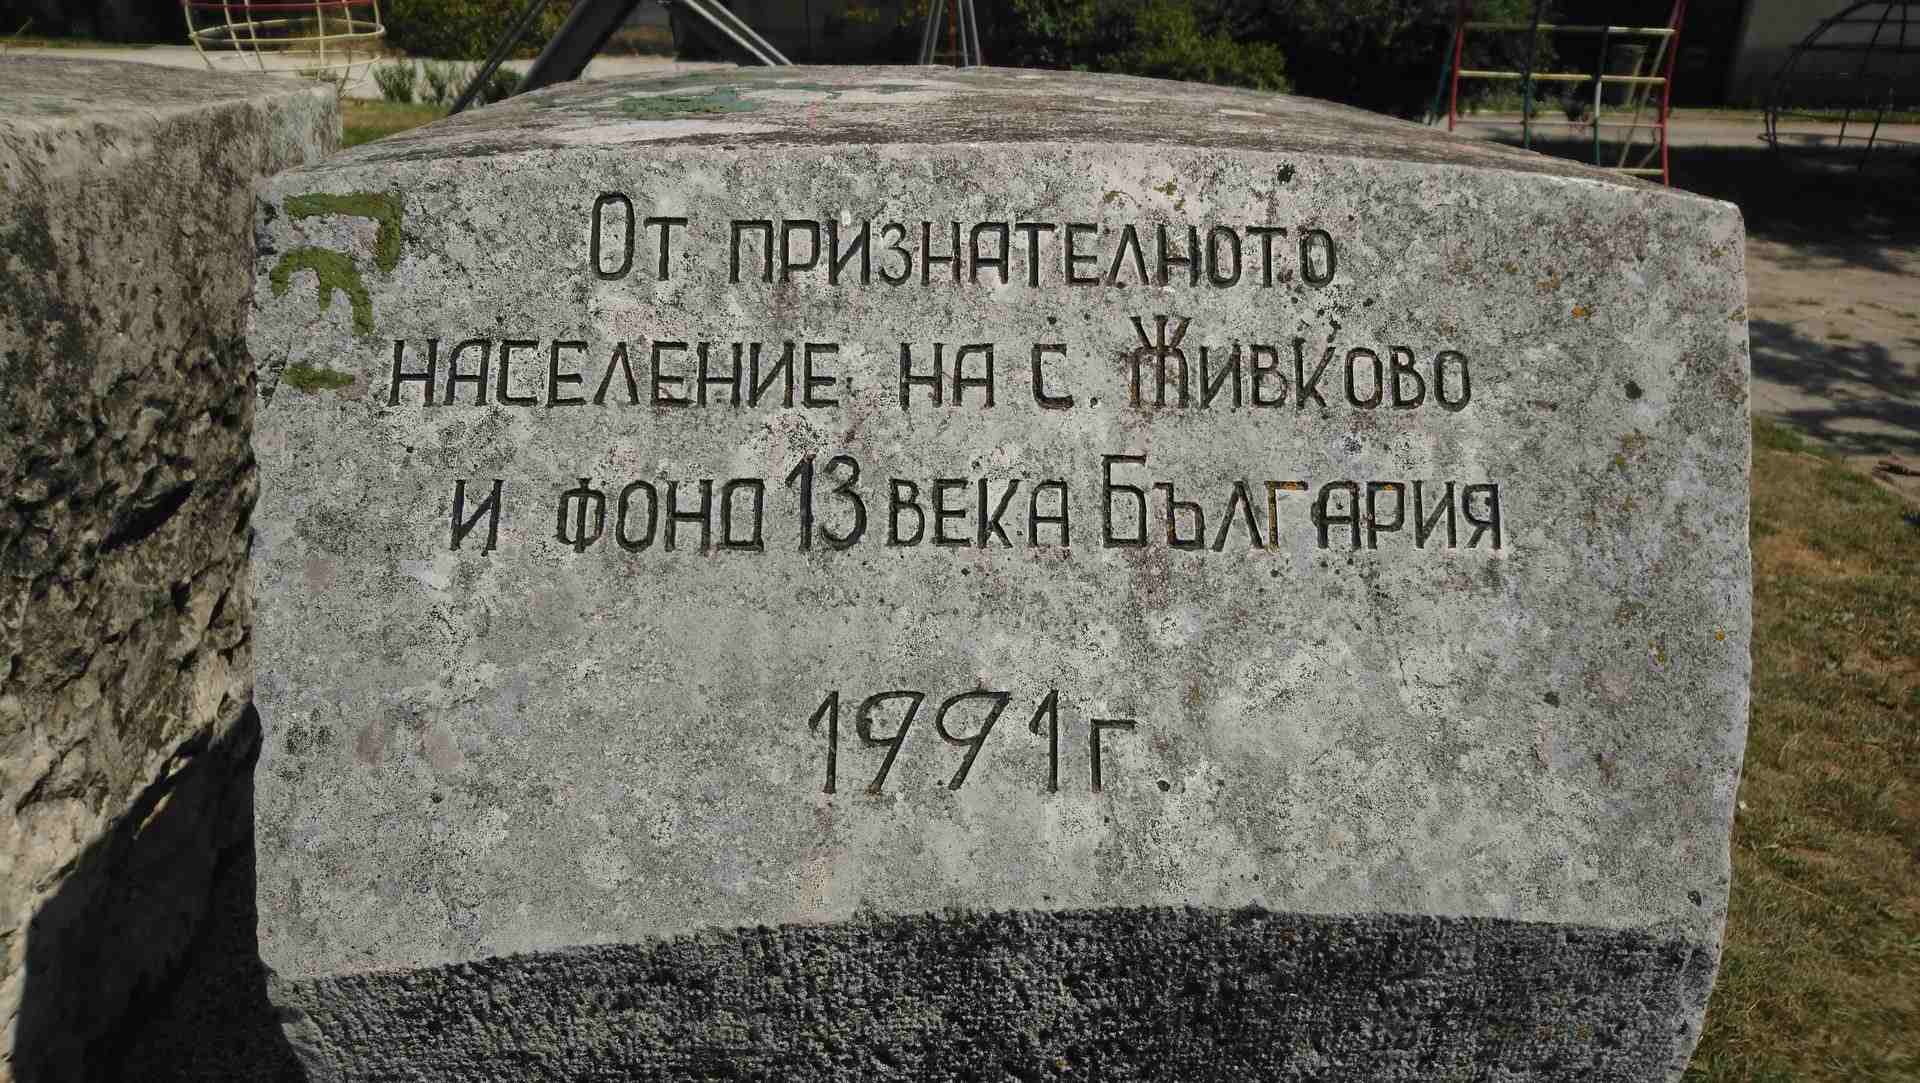 От признателното
население на с. Живково
и фонд 13 века България
1991г.